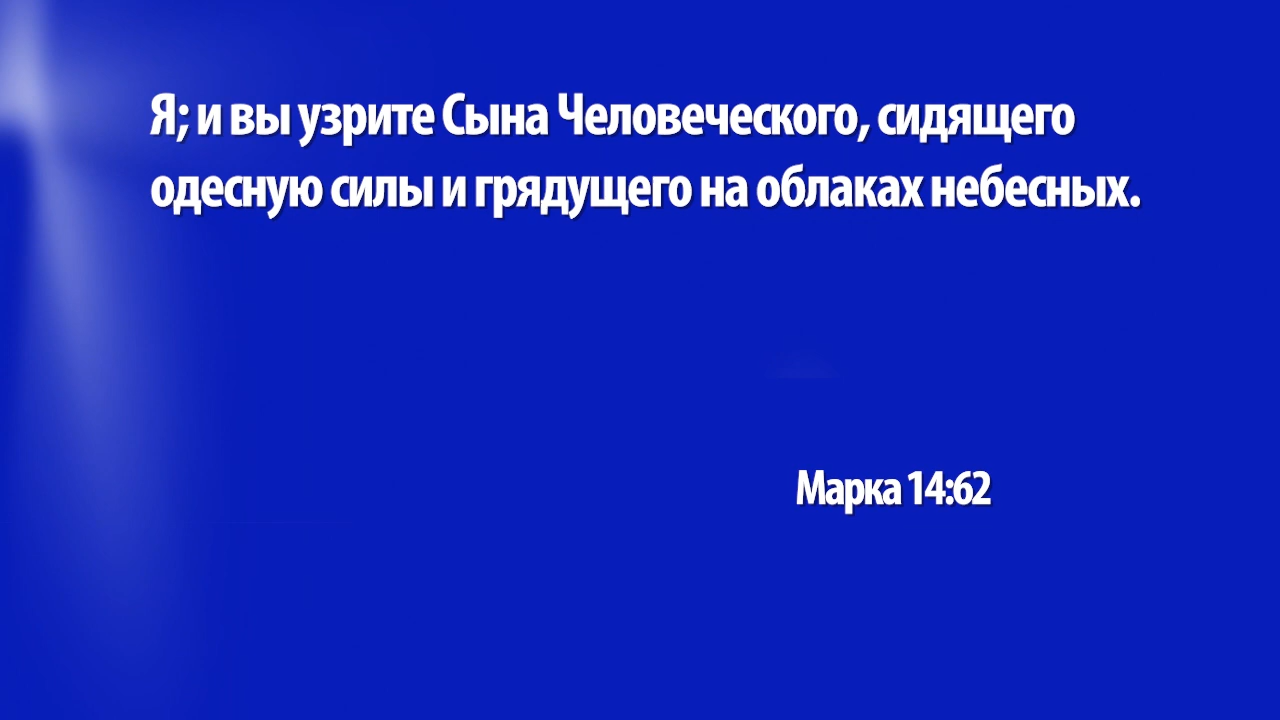 Я; и вы узрите Сына Человеческого, сидящего
одесную силы и грядущего на облаках небесных.
Марка 14:62